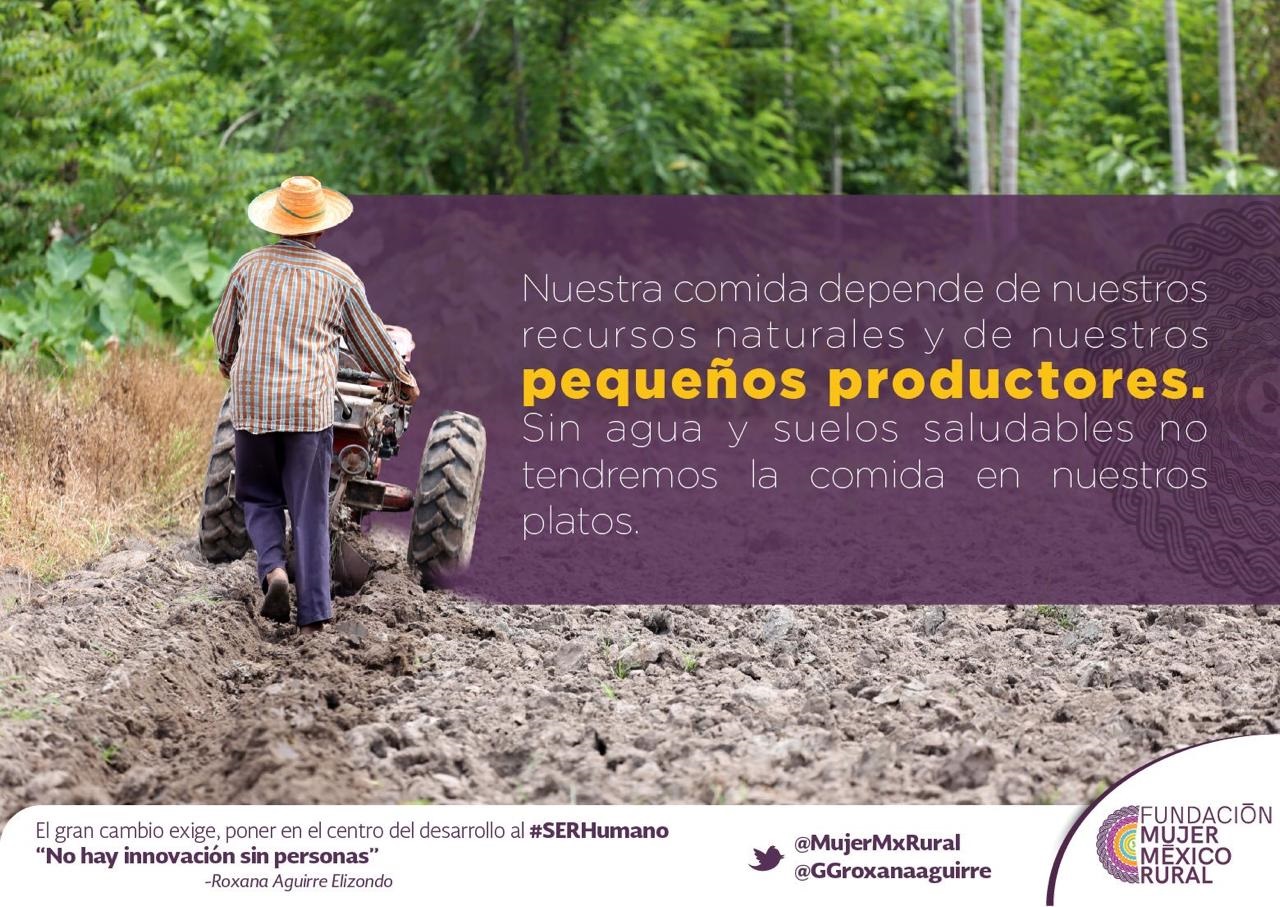 Nuestra comida depende de nuestros
recursos naturales y de nuestros
pequeños productores.
Sin agua y suelos saludables no
tendremos la comida en nuestros
platos.
El gran cambio exige, poner en el centro del desarrollo al #SERHumano
“No hay innovación sin personas”
-Roxana Aguirre Elizondo
@MujerMxRural
@GGroxanaaguirre
FUNDACIÓN
MUJER
MÉXICO
RURAL